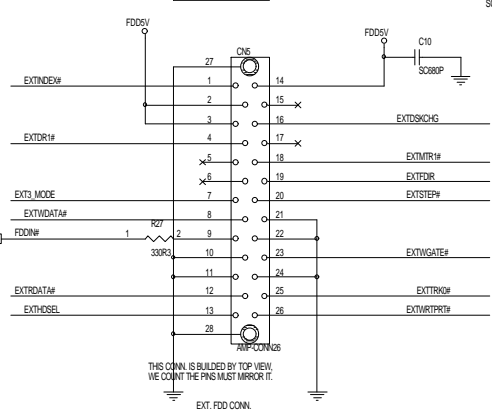 FDD5V
FDD5V
C10
SC680P
CN5
27
EXTINDEX#
1
14
2
15
3
16
EXTDSKCHG
EXTDR1#
4
17
5
18
EXTMTR1#
6
19
EXTFDIR
EXT3_MODE
7
20
EXTSTEP#
EXTWDATA#
8
21
FDDIN#
1
R27
2
330R3
9
22
10
23
EXTWGATE#
11
24
EXTRDATA#
12
25
EXTTRK0#
EXTHDSEL
13
26
EXTWRTPRT#
28
AMP-CONN26
THIS CONN. IS BUILDED BY TOP VIEW,
WE COUNT THE PINS MUST MIRROR IT.
EXT. FDD CONN.